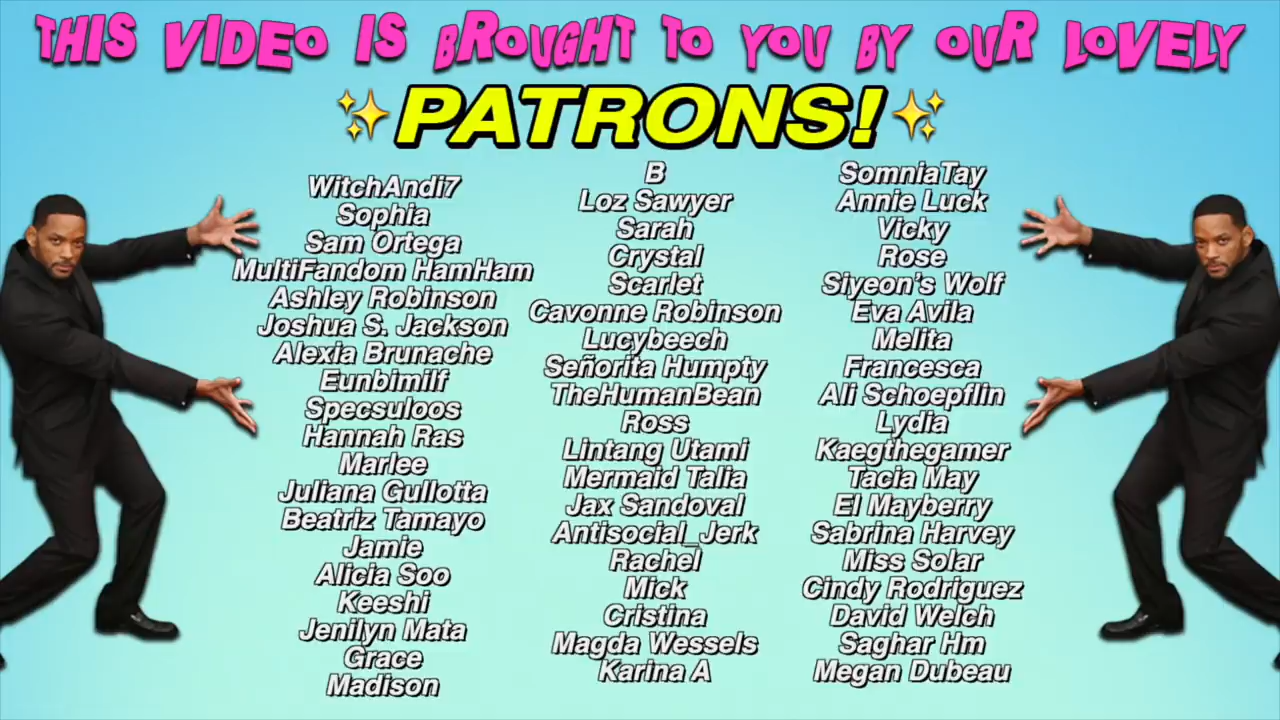 THIS VIDEO IS BROUGHT TO YOU BY OUR LOVELY
PATRONS!
WitchAndi7
Sophia
Sam Ortega
MultiFandom HamHam
Ashley Robinson
Joshua S. Jackson
Alexia Brunache
Eunbimilf
Specsuloos
Hannah Ras
Marlee
Juliana Gullotta
Beatriz Tamayo
Jamie
Alicia Soo
Keeshi
Jenilyn Mata
Grace
Madison
B
Loz Sawyer
Sarah
Crystal
Scarlet
Cavonne Robinson
Lucybeech
Señorita Humpty
TheHumanBean
Ross
Lintang Utami
Mermaid Talia
Jax Sandoval
Antisocial_Jerk
Rachel
Mick
Cristina
Magda Wessels
Karina A
SomniaTay
Annie Luck
Vicky
Rose
Siyeon's Wolf
Eva Avila
Melita
Francesca
Ali Schoepflin
Lydia
Kaegthegamer
Tacia May
El Mayberry
Sabrina Harvey
Miss Solar
Cindy Rodriguez
David Welch
Saghar Hm
Megan Dubeau